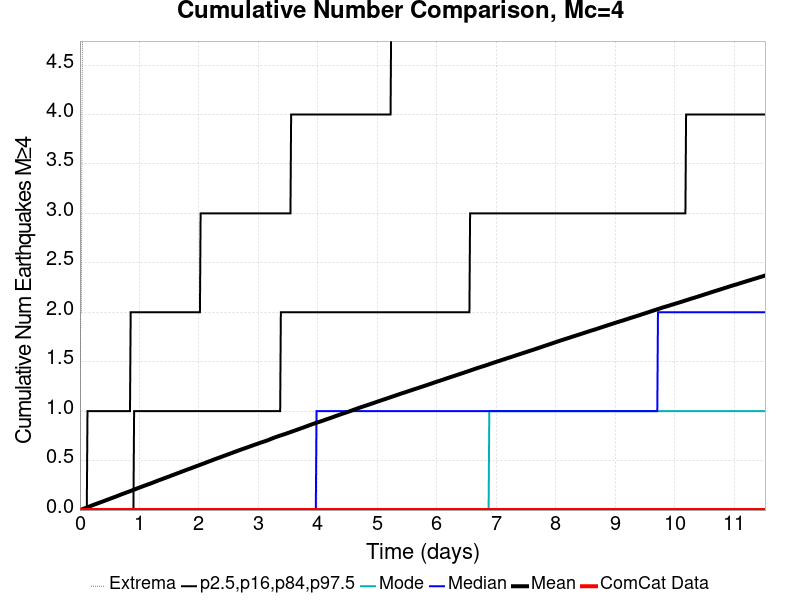 Cumulative Number Comparison, Mc=4
Cumulative Num Earthquakes M≥4
4.5
4.0
3.5
3.0
2.5
2.0
1.5
1.0
0.5
0.0
0 1 2 3 4 5 6 7 8 9 10 11
Time (days)
Extrema p2.5,p16,p84,p97.5 Mode Median Mean ComCat Data